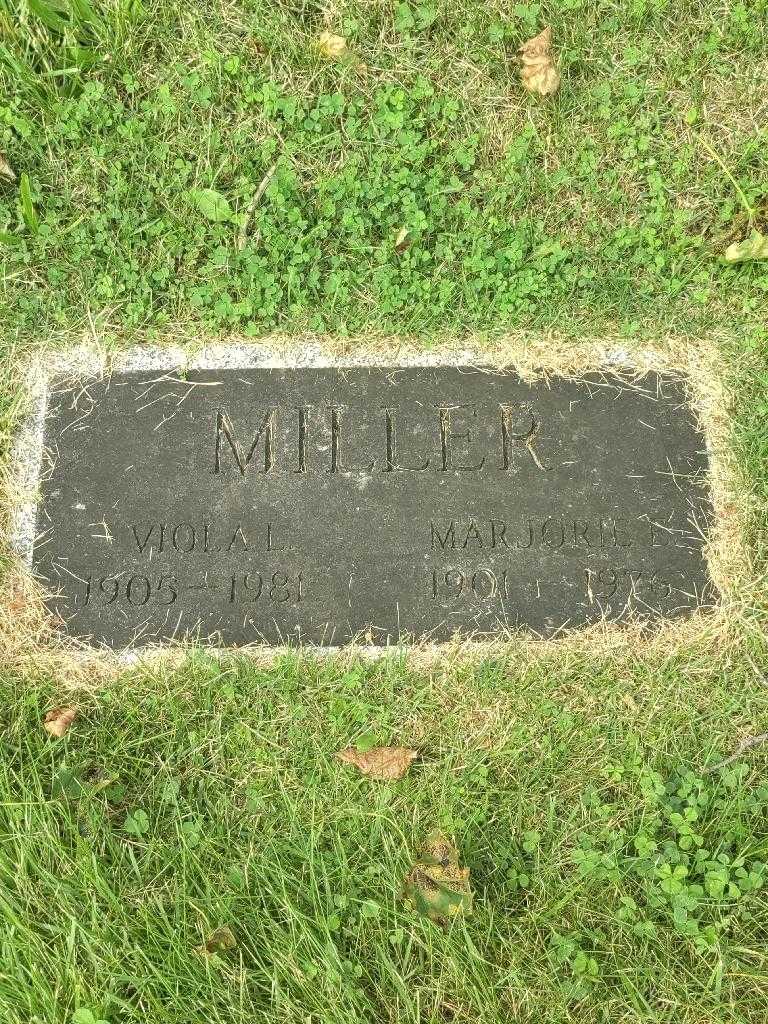 MILLER
VIOLA L. MARJORIE E.
1905 — 1981 1901 — 1976